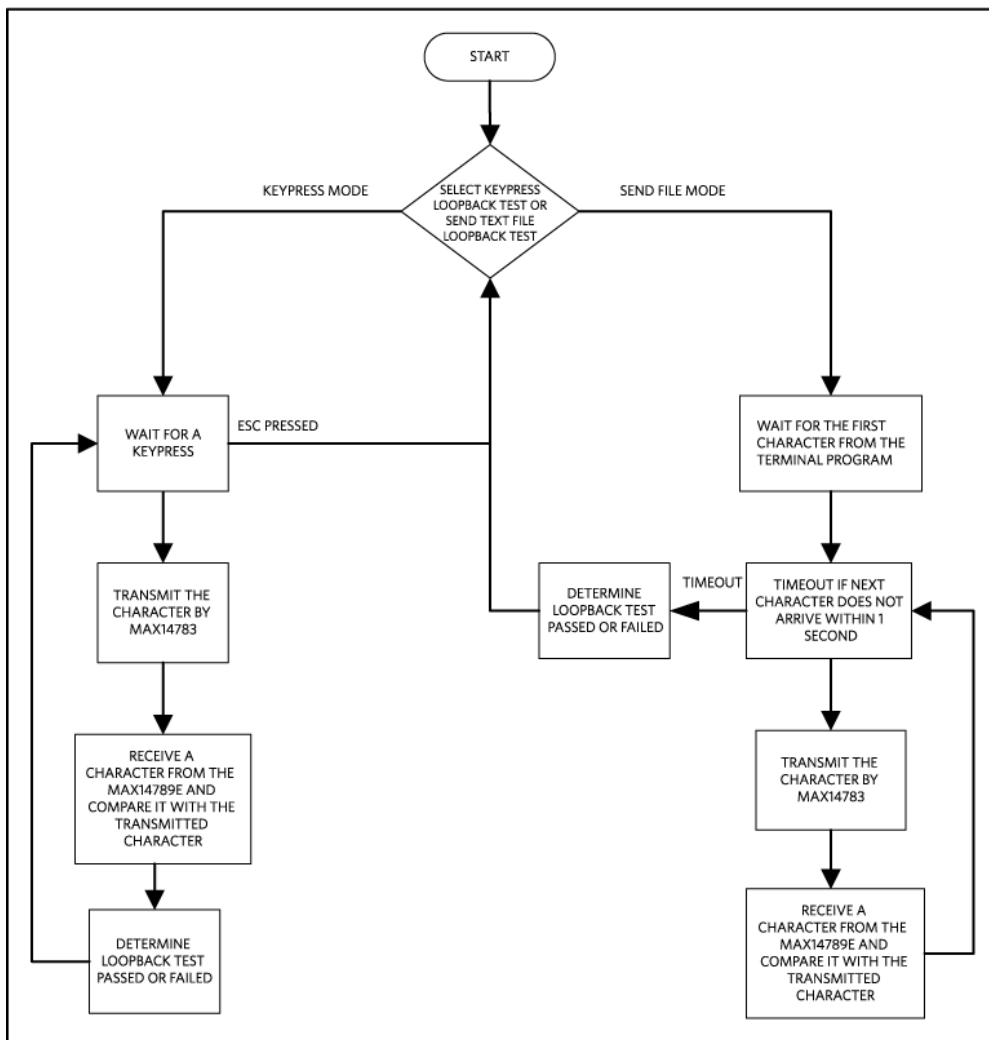 START
KEYPRESS MODE
SELECT KEYPRESS
LOOPBACK TEST OR
SEND TEXT FILE
LOOPBACK TEST
SEND FILE MODE
WAIT FOR A
KEYPRESS
ESC PRESSED
WAIT FOR THE FIRST
CHARACTER FROM THE
TERMINAL PROGRAM
TRANSMIT THE
CHARACTER BY
MAX14783
DETERMINE
LOOPBACK TEST
PASSED OR FAILED
TIMEOUT
TIMEOUT IF NEXT
CHARACTER DOES NOT
ARRIVE WITHIN 1
SECOND
RECEIVE A
CHARACTER FROM THE
MAX14789E AND
COMPARE IT WITH THE
TRANSMITTED
CHARACTER
TRANSMIT THE
CHARACTER BY
MAX14783
DETERMINE
LOOPBACK TEST
PASSED OR FAILED
RECEIVE A
CHARACTER FROM THE
MAX14789E AND
COMPARE IT WITH THE
TRANSMITTED
CHARACTER